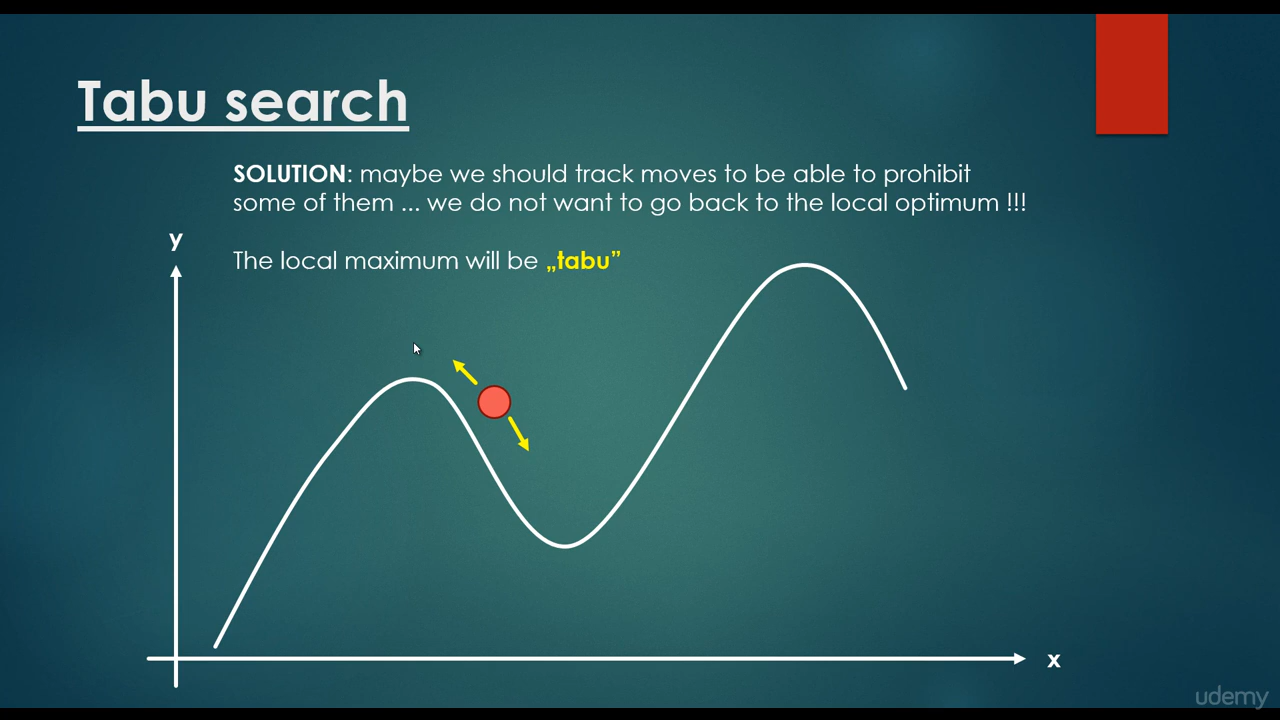 Tabu search
SOLUTION: maybe we should track moves to be able to prohibit
some of them ... we do not want to go back to the local optimum !!!
The local maximum will be „tabu”
y
x
udemy